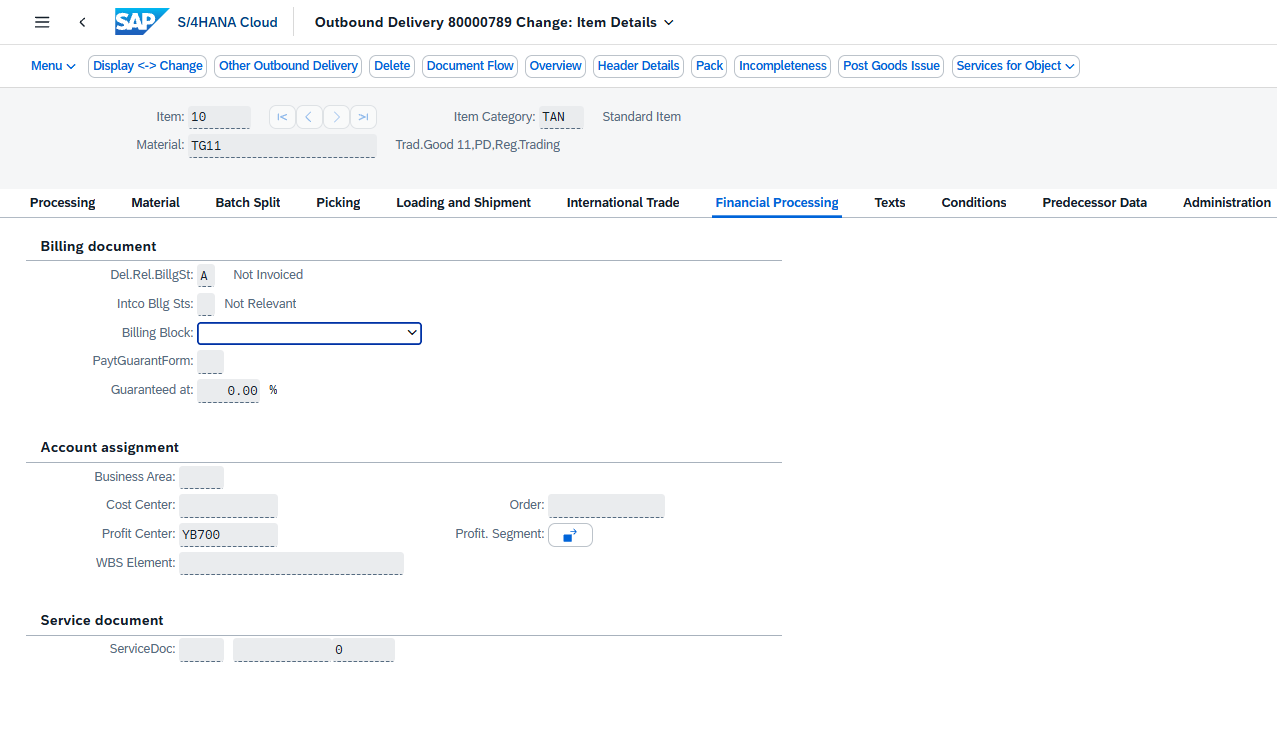 SAP S/4HANA Cloud Outbound Delivery 80000789 Change: Item Details
Menu Display <-> Change Other Outbound Delivery Delete Document Flow Overview Header Details Pack Incompleteness Post Goods Issue Services for Object
Item: 10 Item Category: TAN Standard Item
Material: TG11 Trad.Good 11,PD,Reg.Trading
Processing Material Batch Split Picking Loading and Shipment International Trade Financial Processing Texts Conditions Predecessor Data Administration
Billing document
Del.Rel.BillgSt: A Not Invoiced
Intco Bllg Sts: Not Relevant
Billing Block:
PaytGuarantForm:
Guaranteed at: 0.00 %
Account assignment
Business Area:
Cost Center: Order:
Profit Center: YB700 Profit. Segment:
WBS Element:
Service document
ServiceDoc: 0